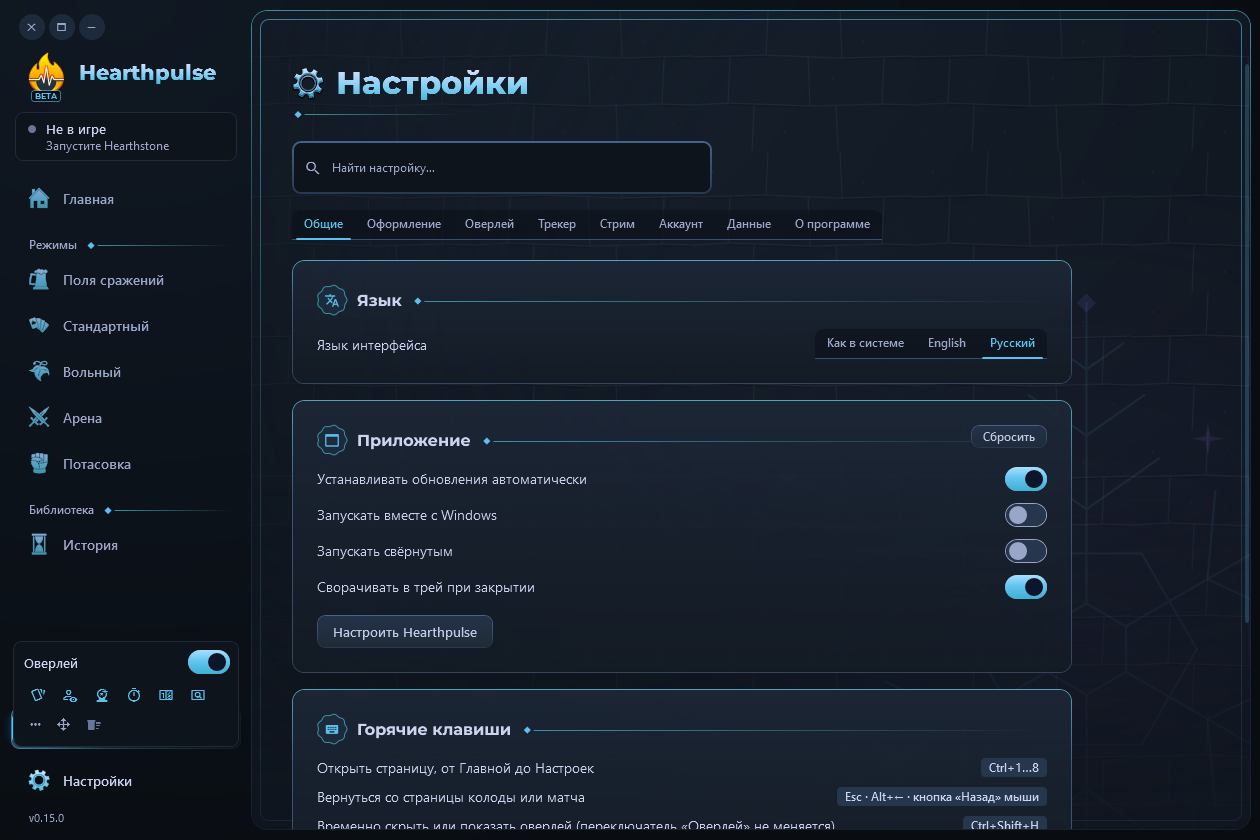 Hearthpulse
BETA
Не в игре
Запустите Hearthstone
Главная
Режимы
Поля сражений
Стандартный
Вольный
Арена
Потасовка
Библиотека
История
Оверлей
Настройки
v0.15.0
Настройки
Найти настройку...
Общие Оформление Оверлей Трекер Стрим Аккаунт Данные О программе
Язык
Язык интерфейса Как в системе English Русский
Приложение Сбросить
Устанавливать обновления автоматически
Запускать вместе с Windows
Запускать свёрнутым
Сворачивать в трей при закрытии
Настроить Hearthpulse
Горячие клавиши
Открыть страницу, от Главной до Настроек Ctrl+1…8
Вернуться со страницы колоды или матча Esc · Alt+← · кнопка «Назад» мыши
Временно скрыть или показать оверлей (переключатель «Оверлей» не меняется) Ctrl+Shift+H